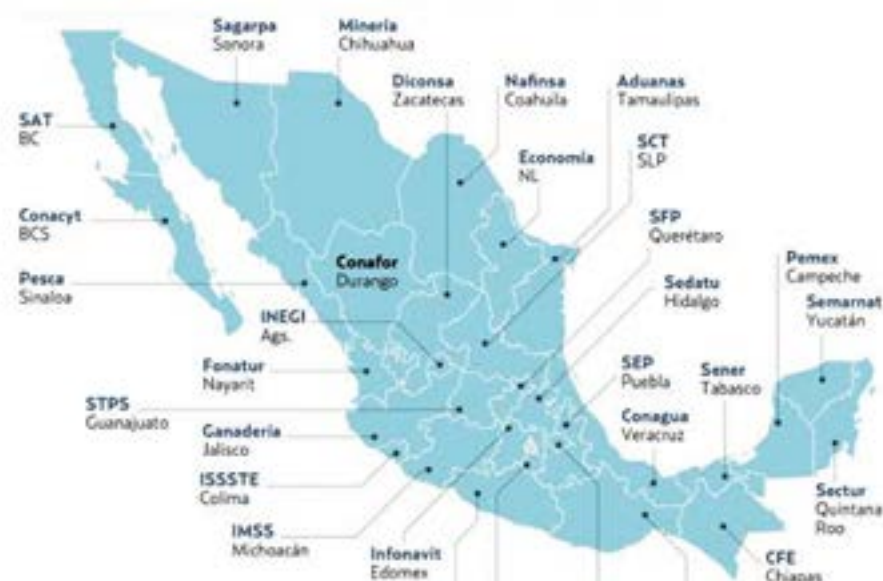 Sagarpa
Sonora
Minería
Chihuahua
Diconsa
Zacatecas
Nafinsa
Coahuila
Aduanas
Tamaulipas
SAT
BC
Economía
NL
SCT
SLP
Conacyt
BCS
SFP
Querétaro
Pesca
Sinaloa
Conafor
Durango
Sedatu
Hidalgo
Pemex
Campeche
Semarnat
Yucatán
INEGI
Ags.
Fonatur
Nayarit
SEP
Puebla
Sener
Tabasco
STPS
Guanajuato
Ganadería
Jalisco
Conagua
Veracruz
ISSSTE
Colima
Sectur
Quintana
Roo
IMSS
Michoacán
Infonavit
Edomex
CFE
Chiapas